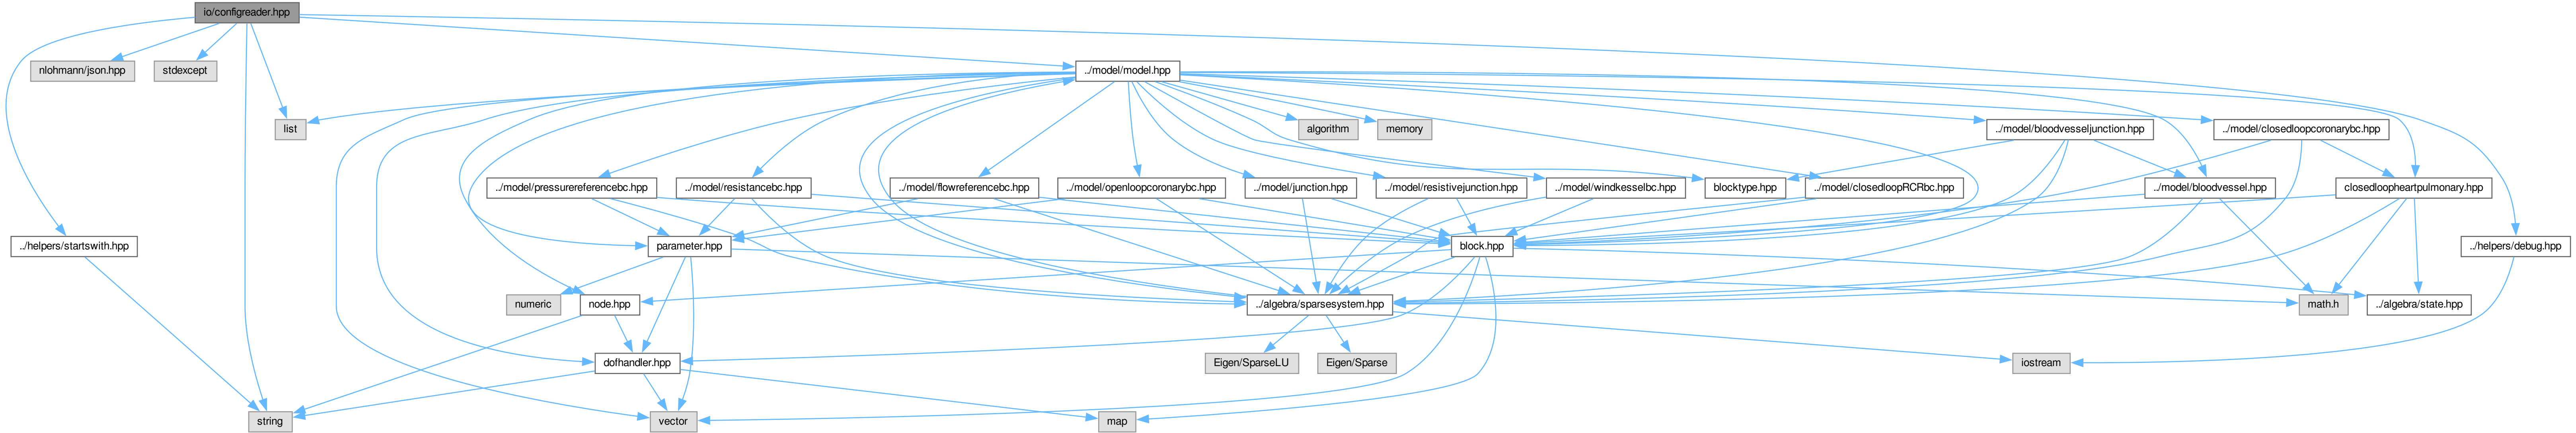 io/configreader.hpp
nlohmann/json.hpp
stdexcept
../model/model.hpp
list
algorithm
memory
../model/bloodvesseljunction.hpp
../model/closedloopcoronarybc.hpp
../model/pressurereferencebc.hpp
../model/resistancebc.hpp
../model/flowreferencebc.hpp
../model/openloopcoronarybc.hpp
../model/junction.hpp
../model/resistivejunction.hpp
../model/windkesselbc.hpp
blocktype.hpp
../model/closedloopRCRbc.hpp
../model/bloodvessel.hpp
closedloopheartpulmonary.hpp
../helpers/startswith.hpp
parameter.hpp
block.hpp
../helpers/debug.hpp
numeric
node.hpp
../algebra/sparsesystem.hpp
math.h
../algebra/state.hpp
dofhandler.hpp
Eigen/SparseLU
Eigen/Sparse
iostream
string
vector
map